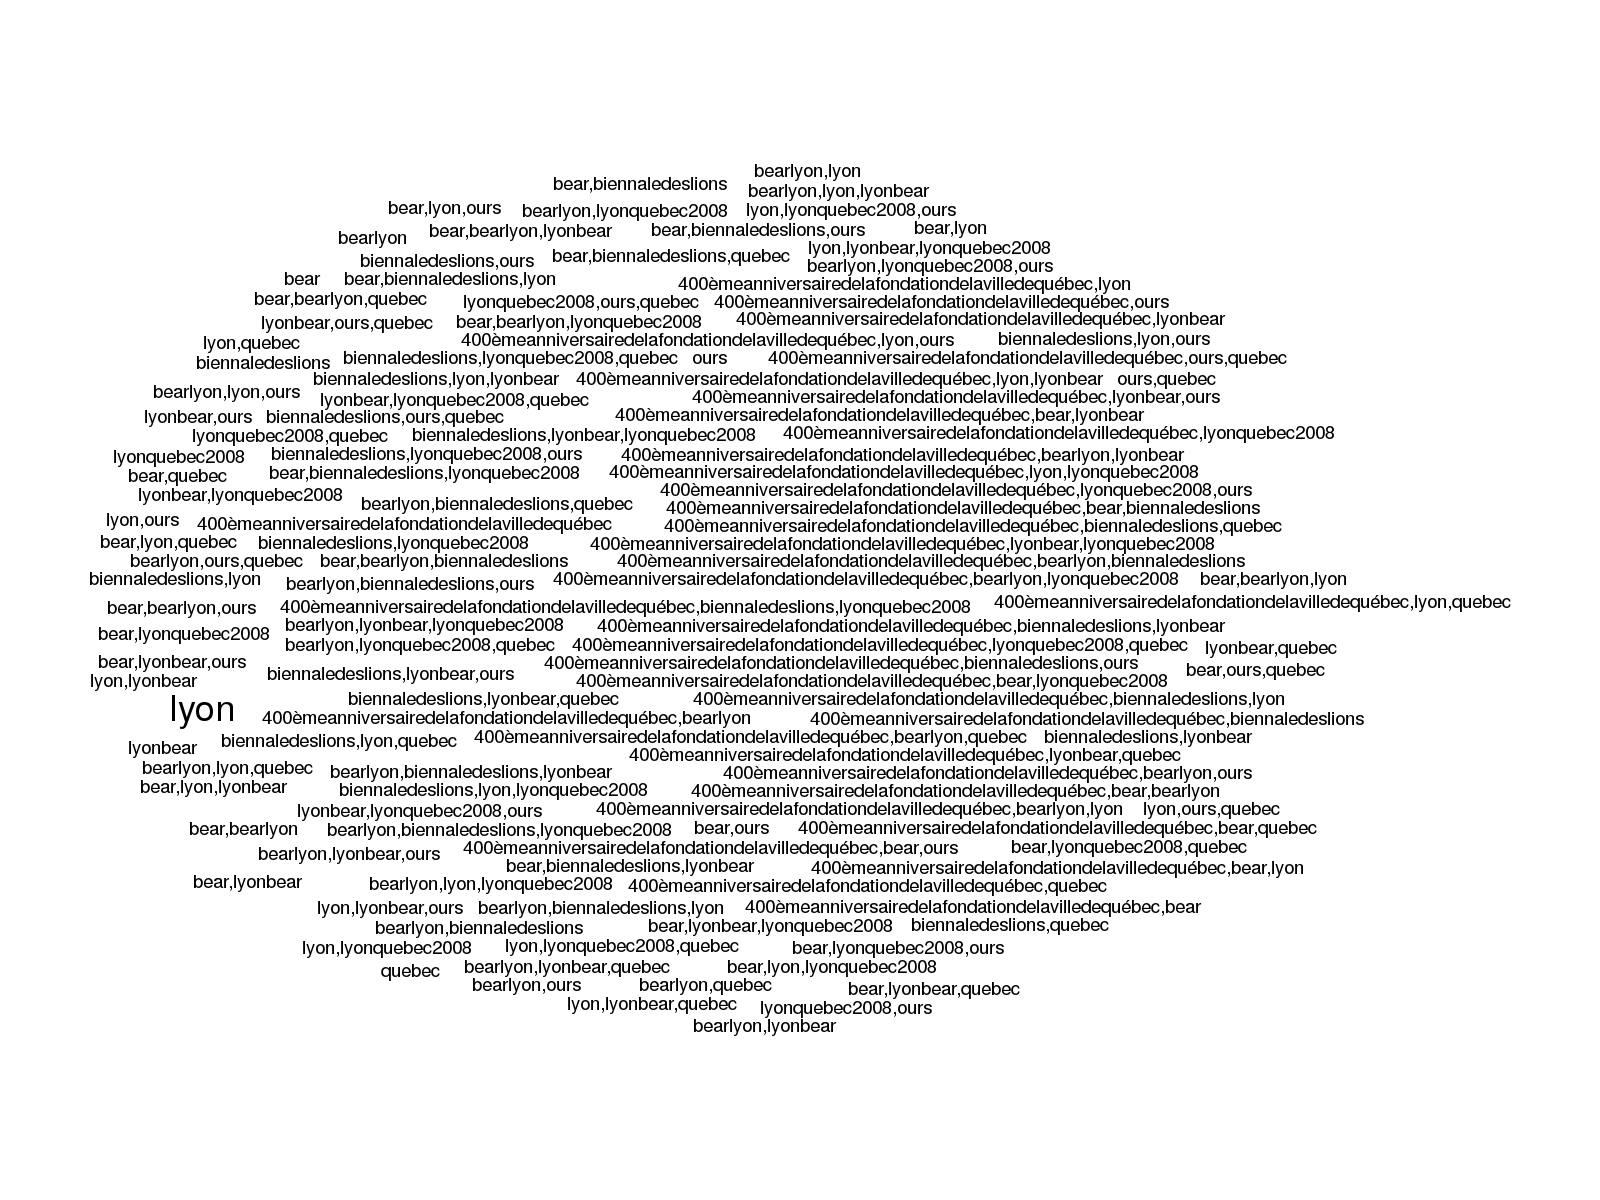 bearlyon,lyon
bear,biennaledeslions
bearlyon,lyon,lyonbear
bear,lyon,ours bearlyon,lyonquebec2008 lyon,lyonquebec2008,ours
bearlyon bear,bearlyon,lyonbear bear,biennaledeslions,ours bear,lyon
biennaledeslions,ours bear,biennaledeslions,quebec lyon,lyonbear,lyonquebec2008
bearlyon,lyonquebec2008,ours
bear bear,biennaledeslions,lyon 400èmeanniversairedelafondationdelavilledequébec,lyon
bear,bearlyon,quebec lyonquebec2008,ours,quebec 400èmeanniversairedelafondationdelavilledequébec,ours
lyonbear,ours,quebec bear,bearlyon,lyonquebec2008 400èmeanniversairedelafondationdelavilledequébec,lyonbear
lyon,quebec 400èmeanniversairedelafondationdelavilledequébec,lyon,ours biennaledeslions,lyon,ours
biennaledeslions biennaledeslions,lyonquebec2008,quebec ours 400èmeanniversairedelafondationdelavilledequébec,ours,quebec
biennaledeslions,lyon,lyonbear 400èmeanniversairedelafondationdelavilledequébec,lyon,lyonbear ours,quebec
bearlyon,lyon,ours lyonbear,lyonquebec2008,quebec 400èmeanniversairedelafondationdelavilledequébec,lyonbear,ours
lyonbear,ours biennaledeslions,ours,quebec 400èmeanniversairedelafondationdelavilledequébec,bear,lyonbear
lyonquebec2008,quebec biennaledeslions,lyonbear,lyonquebec2008 400èmeanniversairedelafondationdelavilledequébec,lyonquebec2008
lyonquebec2008 biennaledeslions,lyonquebec2008,ours 400èmeanniversairedelafondationdelavilledequébec,bearlyon,lyonbear
bear,quebec bear,biennaledeslions,lyonquebec2008 400èmeanniversairedelafondationdelavilledequébec,lyon,lyonquebec2008
lyonbear,lyonquebec2008 400èmeanniversairedelafondationdelavilledequébec,lyonquebec2008,ours
bearlyon,biennaledeslions,quebec 400èmeanniversairedelafondationdelavilledequébec,bear,biennaledeslions
lyon,ours 400èmeanniversairedelafondationdelavilledequébec 400èmeanniversairedelafondationdelavilledequébec,biennaledeslions,quebec
bear,lyon,quebec biennaledeslions,lyonquebec2008 400èmeanniversairedelafondationdelavilledequébec,lyonbear,lyonquebec2008
bearlyon,ours,quebec bear,bearlyon,biennaledeslions 400èmeanniversairedelafondationdelavilledequébec,bearlyon,biennaledeslions
biennaledeslions,lyon bearlyon,biennaledeslions,ours 400èmeanniversairedelafondationdelavilledequébec,bearlyon,lyonquebec2008 bear,bearlyon,lyon
bear,bearlyon,ours 400èmeanniversairedelafondationdelavilledequébec,biennaledeslions,lyonquebec2008 400èmeanniversairedelafondationdelavilledequébec,lyon,quebec
bear,lyonquebec2008 bearlyon,lyonbear,lyonquebec2008 400èmeanniversairedelafondationdelavilledequébec,biennaledeslions,lyonbear
bearlyon,lyonquebec2008,quebec 400èmeanniversairedelafondationdelavilledequébec,lyonquebec2008,quebec lyonbear,quebec
bear,lyonbear,ours 400èmeanniversairedelafondationdelavilledequébec,biennaledeslions,ours bear,ours,quebec
lyon,lyonbear biennaledeslions,lyonbear,ours 400èmeanniversairedelafondationdelavilledequébec,bear,lyonquebec2008
biennaledeslions,lyonbear,quebec 400èmeanniversairedelafondationdelavilledequébec,biennaledeslions,lyon
lyon 400èmeanniversairedelafondationdelavilledequébec,bearlyon 400èmeanniversairedelafondationdelavilledequébec,biennaledeslions
biennaledeslions,lyon,quebec 400èmeanniversairedelafondationdelavilledequébec,bearlyon,quebec biennaledeslions,lyonbear
lyonbear 400èmeanniversairedelafondationdelavilledequébec,lyonbear,quebec
bearlyon,lyon,quebec bearlyon,biennaledeslions,lyonbear 400èmeanniversairedelafondationdelavilledequébec,bearlyon,ours
bear,lyon,lyonbear biennaledeslions,lyon,lyonquebec2008 400èmeanniversairedelafondationdelavilledequébec,bear,bearlyon
lyonbear,lyonquebec2008,ours 400èmeanniversairedelafondationdelavilledequébec,bearlyon,lyon lyon,ours,quebec
bear,bearlyon bearlyon,biennaledeslions,lyonquebec2008 bear,ours 400èmeanniversairedelafondationdelavilledequébec,bear,quebec
bearlyon,lyonbear,ours 400èmeanniversairedelafondationdelavilledequébec,bear,ours bear,lyonquebec2008,quebec
bear,biennaledeslions,lyonbear 400èmeanniversairedelafondationdelavilledequébec,bear,lyon
bear,lyonbear bearlyon,lyon,lyonquebec2008 400èmeanniversairedelafondationdelavilledequébec,quebec
lyon,lyonbear,ours bearlyon,biennaledeslions,lyon 400èmeanniversairedelafondationdelavilledequébec,bear
bearlyon,biennaledeslions bear,lyonbear,lyonquebec2008 biennaledeslions,quebec
lyon,lyonquebec2008 lyon,lyonquebec2008,quebec bear,lyonquebec2008,ours
quebec bearlyon,lyonbear,quebec bear,lyon,lyonquebec2008
bearlyon,ours bearlyon,quebec bear,lyonbear,quebec
lyon,lyonbear,quebec lyonquebec2008,ours
bearlyon,lyonbear